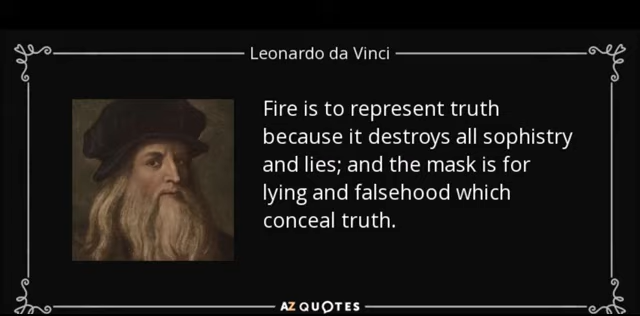 Leonardo da Vinci
Fire is to represent truth
because it destroys all sophistry
and lies; and the mask is for
lying and falsehood which
conceal truth.
AZ QUOTES